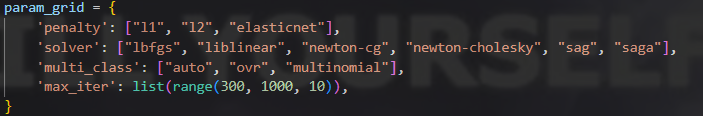 param_grid = {
    'penalty': ["l1", "l2", "elasticnet"],
    'solver': ["lbfgs", "liblinear", "newton-cg", "newton-cholesky", "sag", "saga"],
    'multi_class': ["auto", "ovr", "multinomial"],
    'max_iter': list(range(300, 1000, 10)),
}